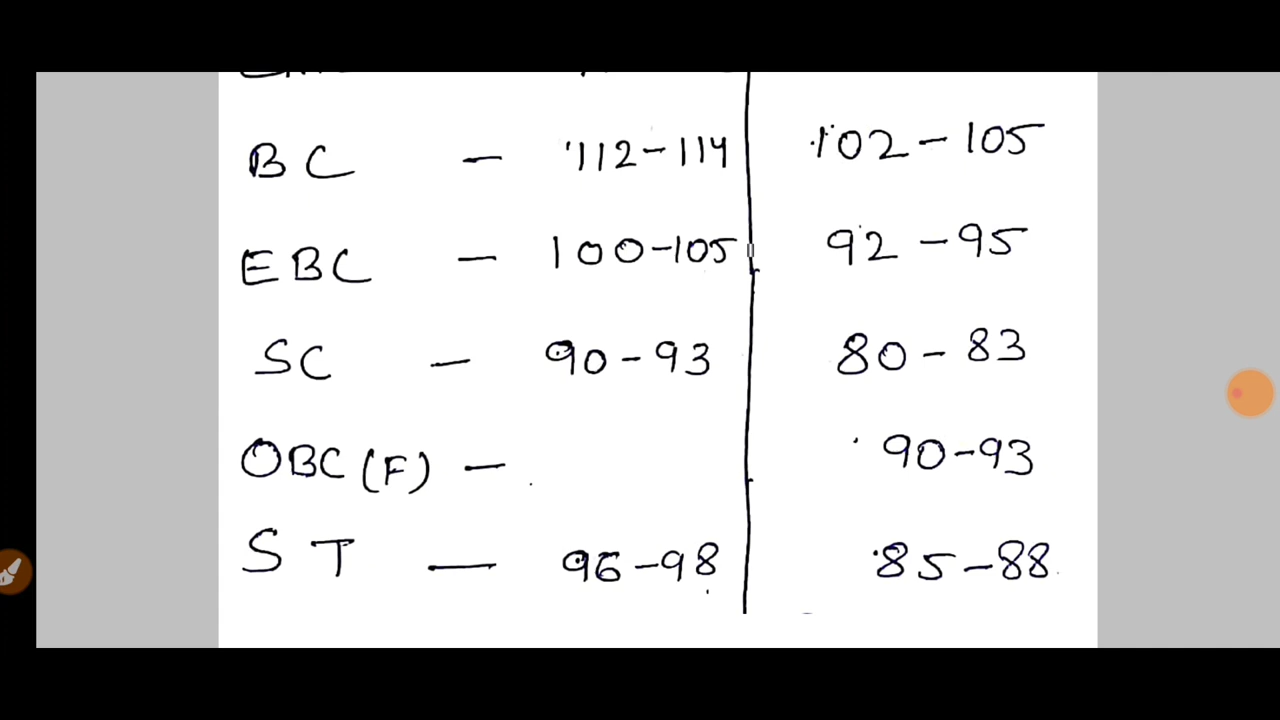 BC - 112-114 102-105
EBC - 100-105 92-95
SC - 90-93 80-83
OBC (F) - 90-93
ST - 96-98 85-88